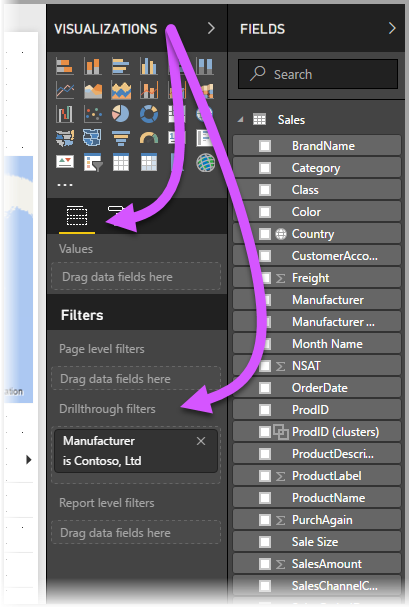 VISUALIZATIONS
...
Values
Drag data fields here
Filters
Page level filters
Drag data fields here
Drillthrough filters
Manufacturer
is Contoso, Ltd
Report level filters
Drag data fields here
FIELDS
Search
Sales
BrandName
Category
Class
Color
Country
CustomerAcco...
Freight
Manufacturer
Manufacturer ...
Month Name
NSAT
OrderDate
ProdID
ProdID (clusters)
ProductDescri...
ProductLabel
ProductName
PurchAgain
Sale Size
SalesAmount
SalesChannelC...